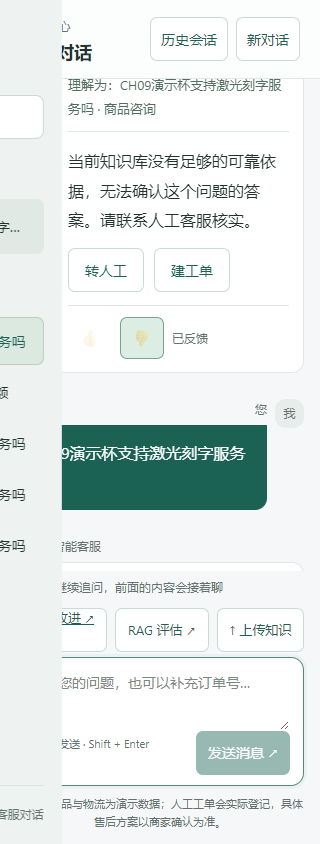 心
对话
历史会话
新对话
理解为：CH09演示杯支持激光刻字服
务吗 · 商品咨询
当前知识库没有足够的可靠依
据，无法确认这个问题的答
案。请联系人工客服核实。
转人工
建工单
已反馈
您
我
9演示杯支持激光刻字服务
智能客服
继续追问，前面的内容会接着聊
改进 ↗
RAG 评估 ↗
↑ 上传知识
您的问题，也可以补充订单号...
发送 · Shift + Enter
发送消息 ↗
品与物流为演示数据；人工工单会实际登记，具体
售后方案以商家确认为准。
字...
务吗
额
务吗
务吗
务吗
客服对话